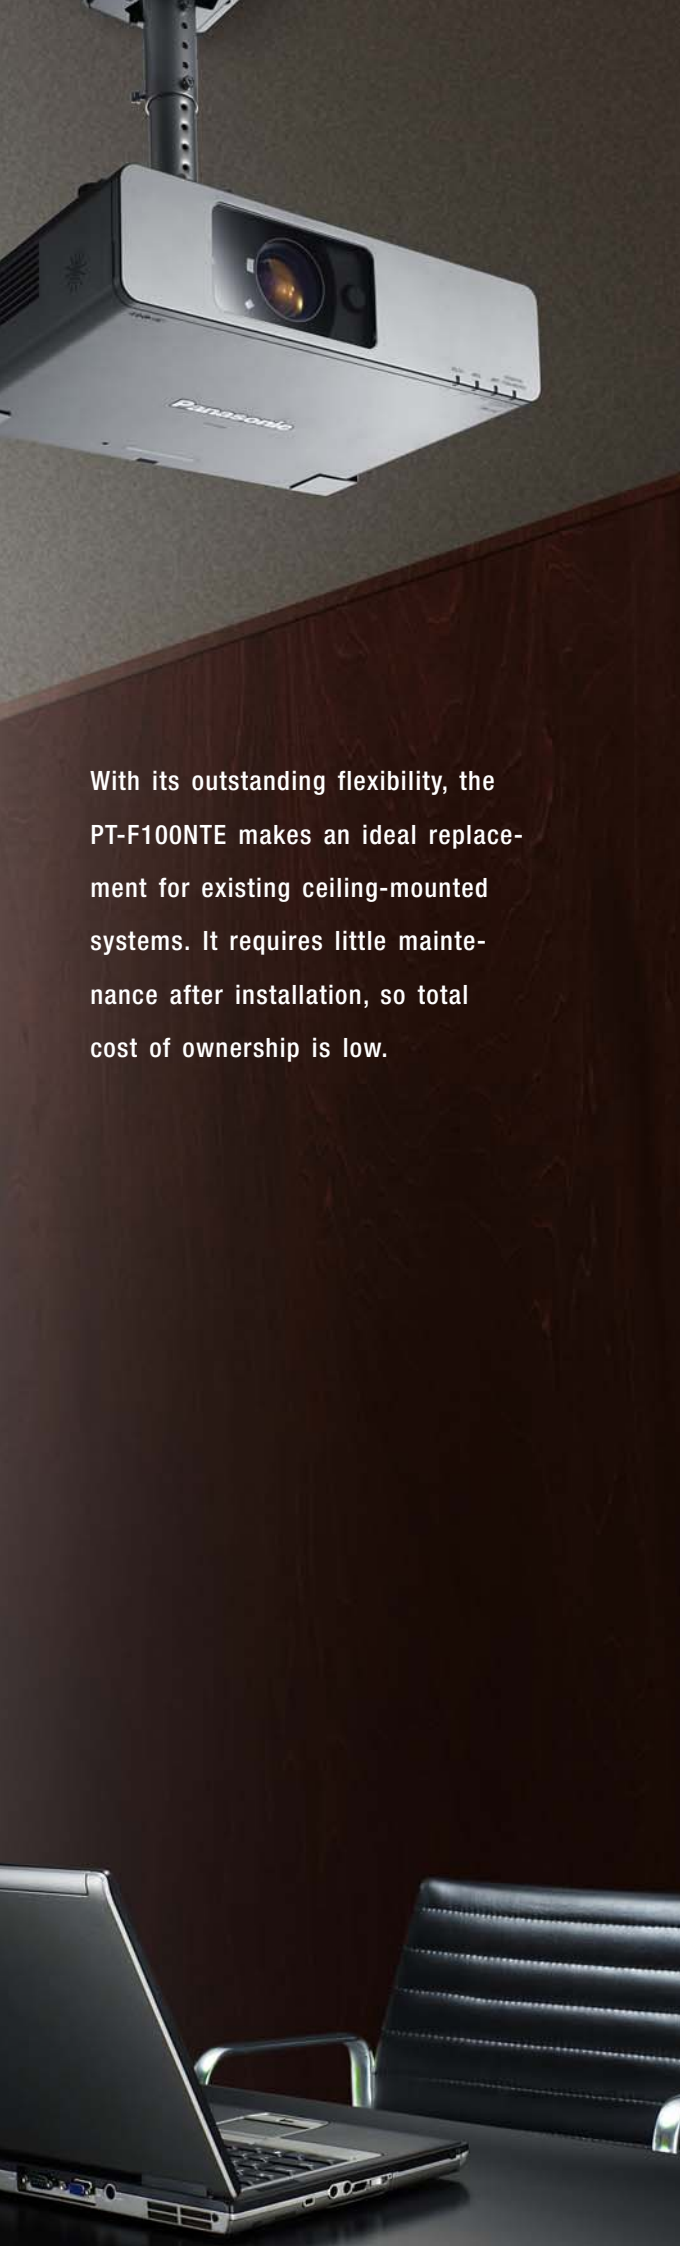 Panasonic
With its outstanding flexibility, the
PT-F100NTE makes an ideal replace-
ment for existing ceiling-mounted
systems. It requires little mainte-
nance after installation, so total
cost of ownership is low.